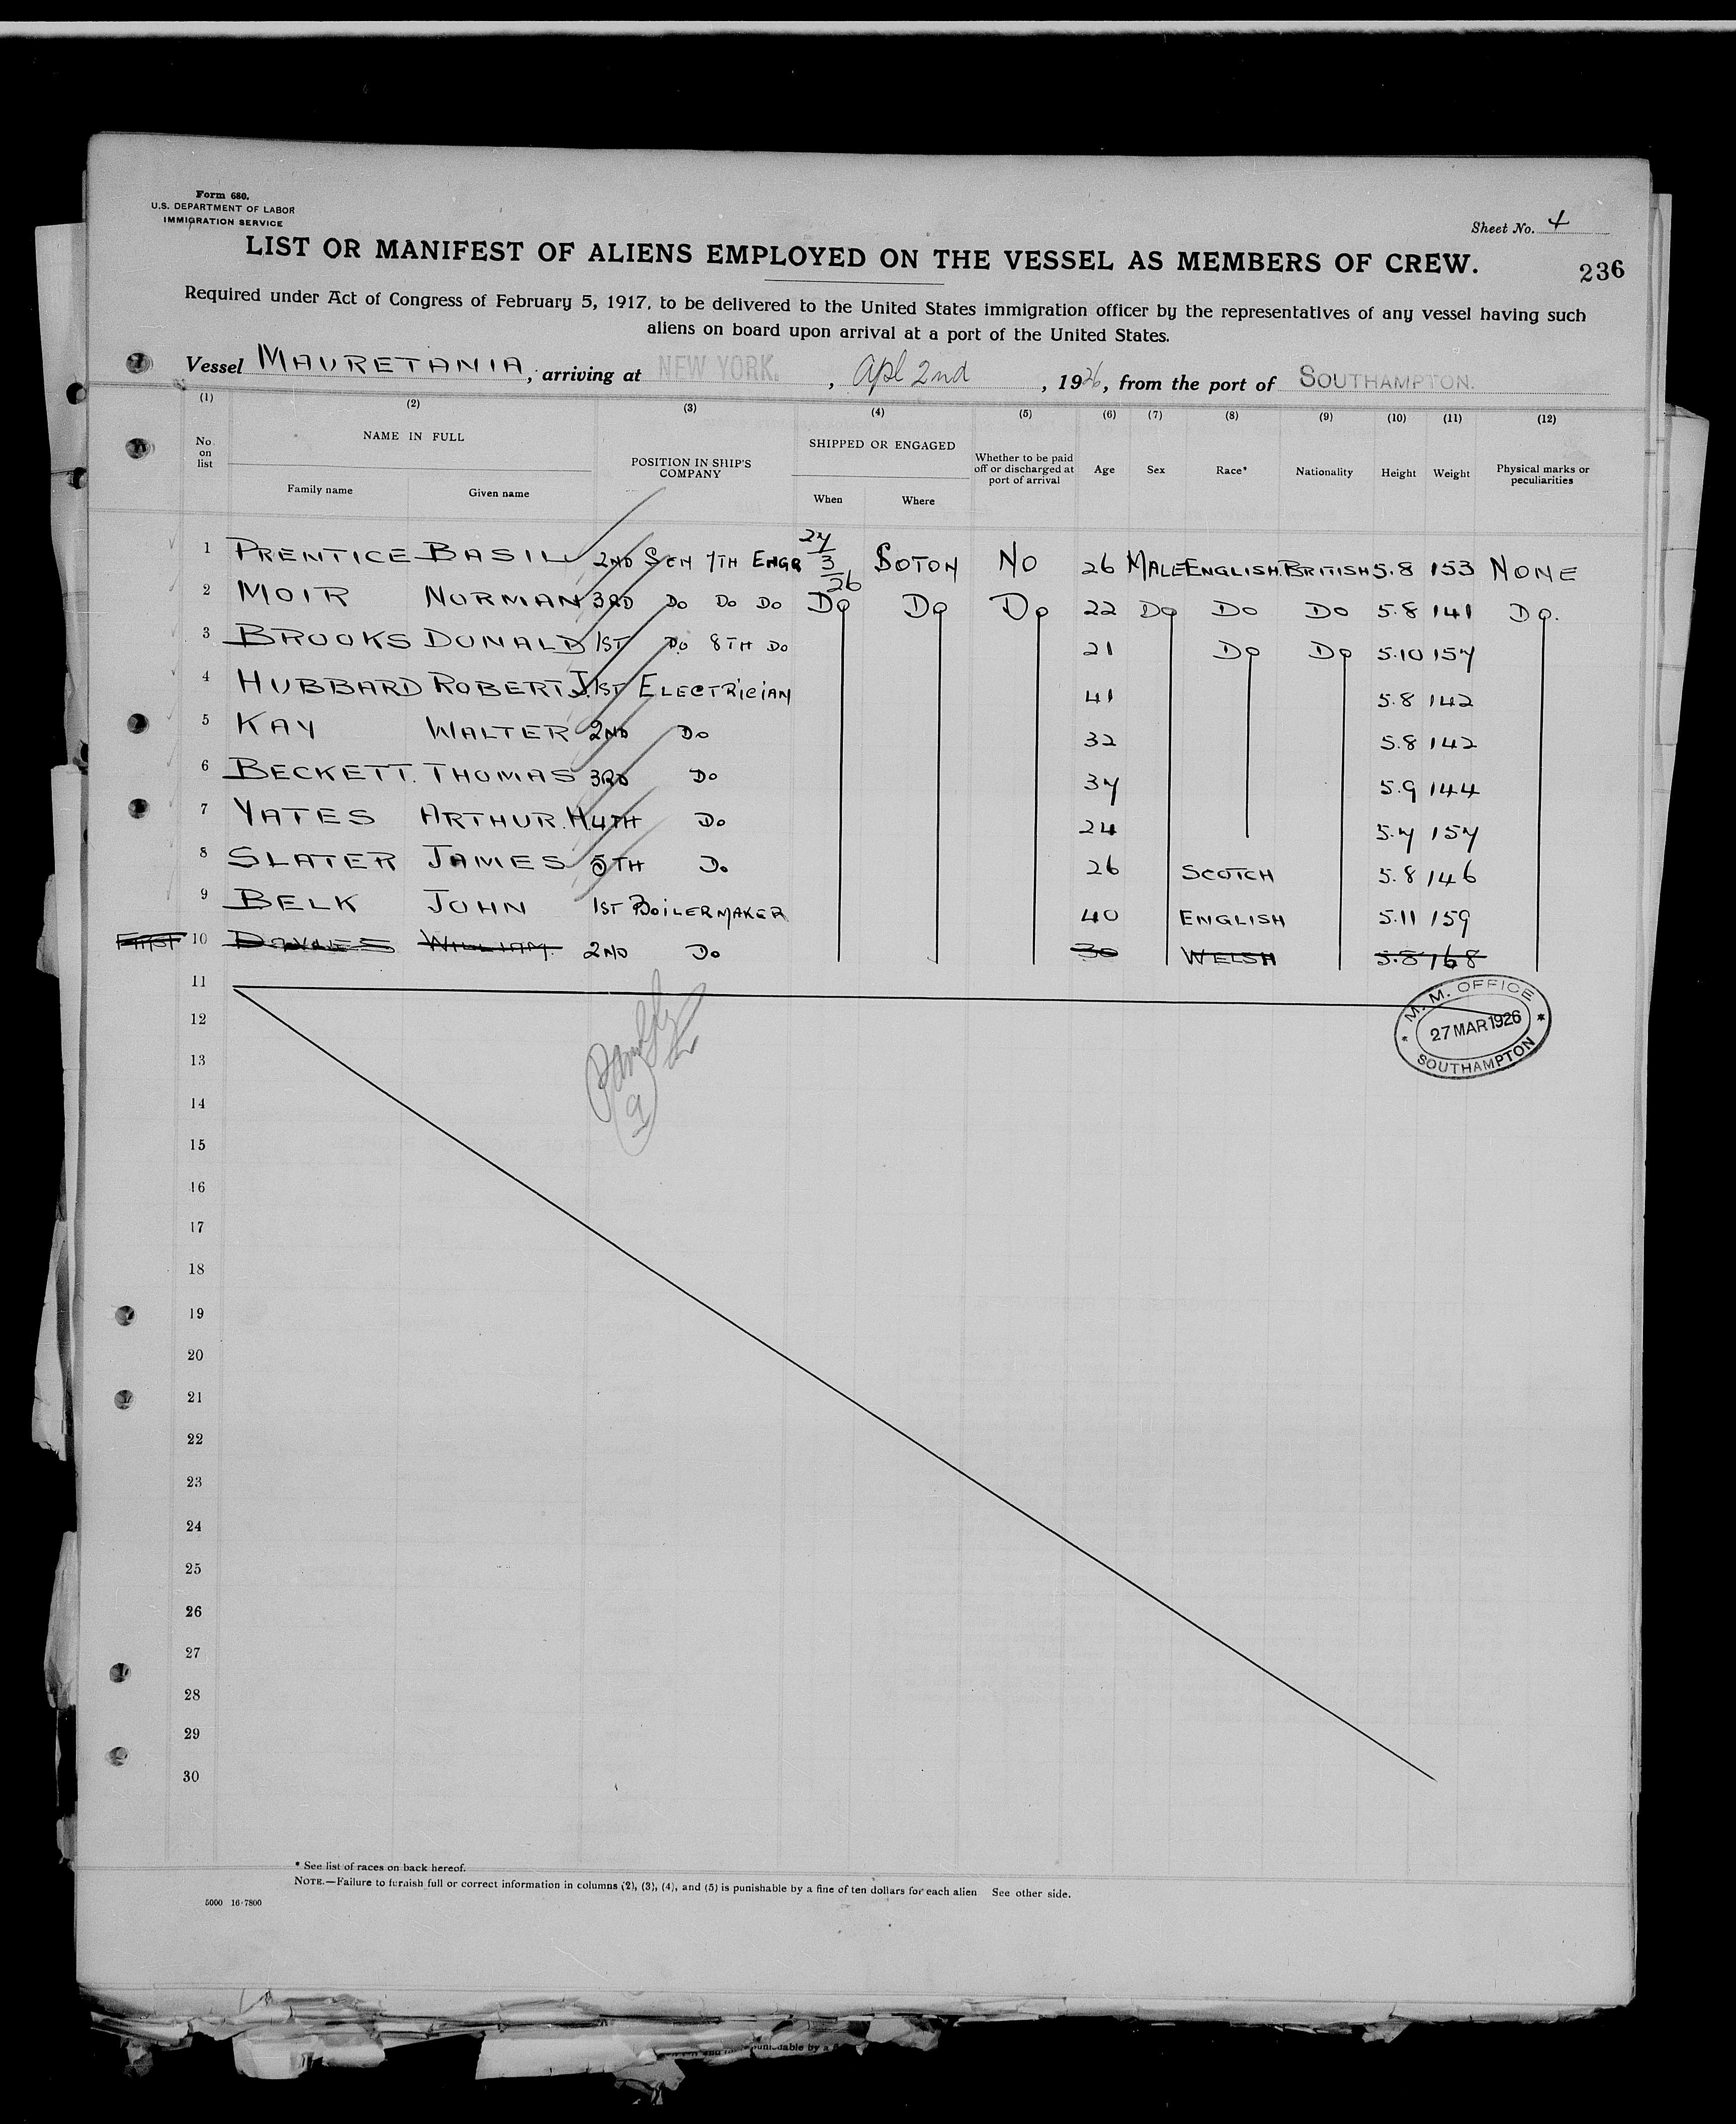 Form 680.
U.S. DEPARTMENT OF LABOR
IMMIGRATION SERVICE
Sheet No. 4
LIST OR MANIFEST OF ALIENS EMPLOYED ON THE VESSEL AS MEMBERS OF CREW.
236
Required under Act of Congress of February 5, 1917, to be delivered to the United States immigration officer by the representatives of any vessel having such
aliens on board upon arrival at a port of the United States.
Vessel MAURETANIA, arriving at NEW YORK., Apl 2nd, 1926, from the port of SOUTHAMPTON.
(1) (2) (3) (4) (5) (6) (7) (8) (9) (10) (11) (12)
No. on list NAME IN FULL Family name Given name POSITION IN SHIP'S COMPANY SHIPPED OR ENGAGED When Where Whether to be paid off or discharged at port of arrival Age Sex Race* Nationality Height Weight Physical marks or peculiarities
1 PRENTICE BASIL 2ND SEN 7TH ENGR 27/3/26 SOTON NO 26 MALE ENGLISH. BRITISH 5.8 153 NONE
2 MOIR NORMAN 3RD DO DO DO DO DO DO 22 DO DO DO 5.8 141 DO.
3 BROOKS DONALD 1ST DO 8TH DO 21 DO DO 5.10 157
4 HUBBARD ROBERT J. 1ST ELECTRICIAN 41 5.8 142
5 KAY WALTER 2ND DO 32 5.8 142
6 BECKETT. THOMAS 3RD DO 37 5.9 144
7 YATES ARTHUR. H. 4TH DO 24 5.7 157
8 SLATER JAMES 5TH DO 26 SCOTCH 5.8 146
9 BELK JOHN 1ST BOILERMAKER 40 ENGLISH 5.11 159
10 WILLIAM. 2ND DO 30 WELSH 5.8 168
11
12
13
14
15
16
17
18
19
20
21
22
23
24
25
26
27
28
29
30
M. M. OFFICE
27 MAR 1926
SOUTHAMPTON
9
* See list of races on back hereof.
NOTE.—Failure to furnish full or correct information in columns (2), (3), (4), and (5) is punishable by a fine of ten dollars for each alien See other side.
5000 16-7800